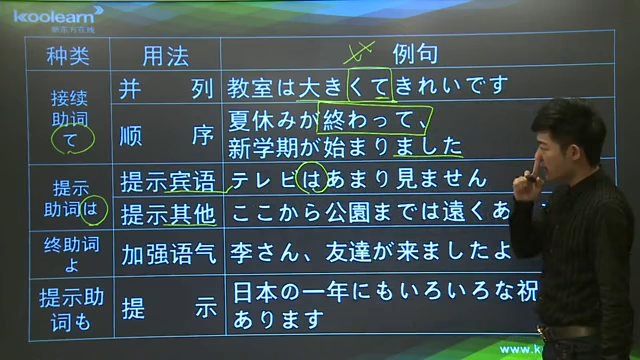 koolearn
新东方在线
种类 用法 例句
接续
助词
て
并 列 教室は大きくてきれいです
顺 序 夏休みが終わって、
新学期が始まりました
提示
助词は
提示宾语 テレビはあまり見ません
提示其他 ここから公園までは遠くあ
终助词
よ
加强语气 李さん、友達が来ましたよ
提示助
词も
提 示 日本の一年にもいろいろな祝
あります
www.k